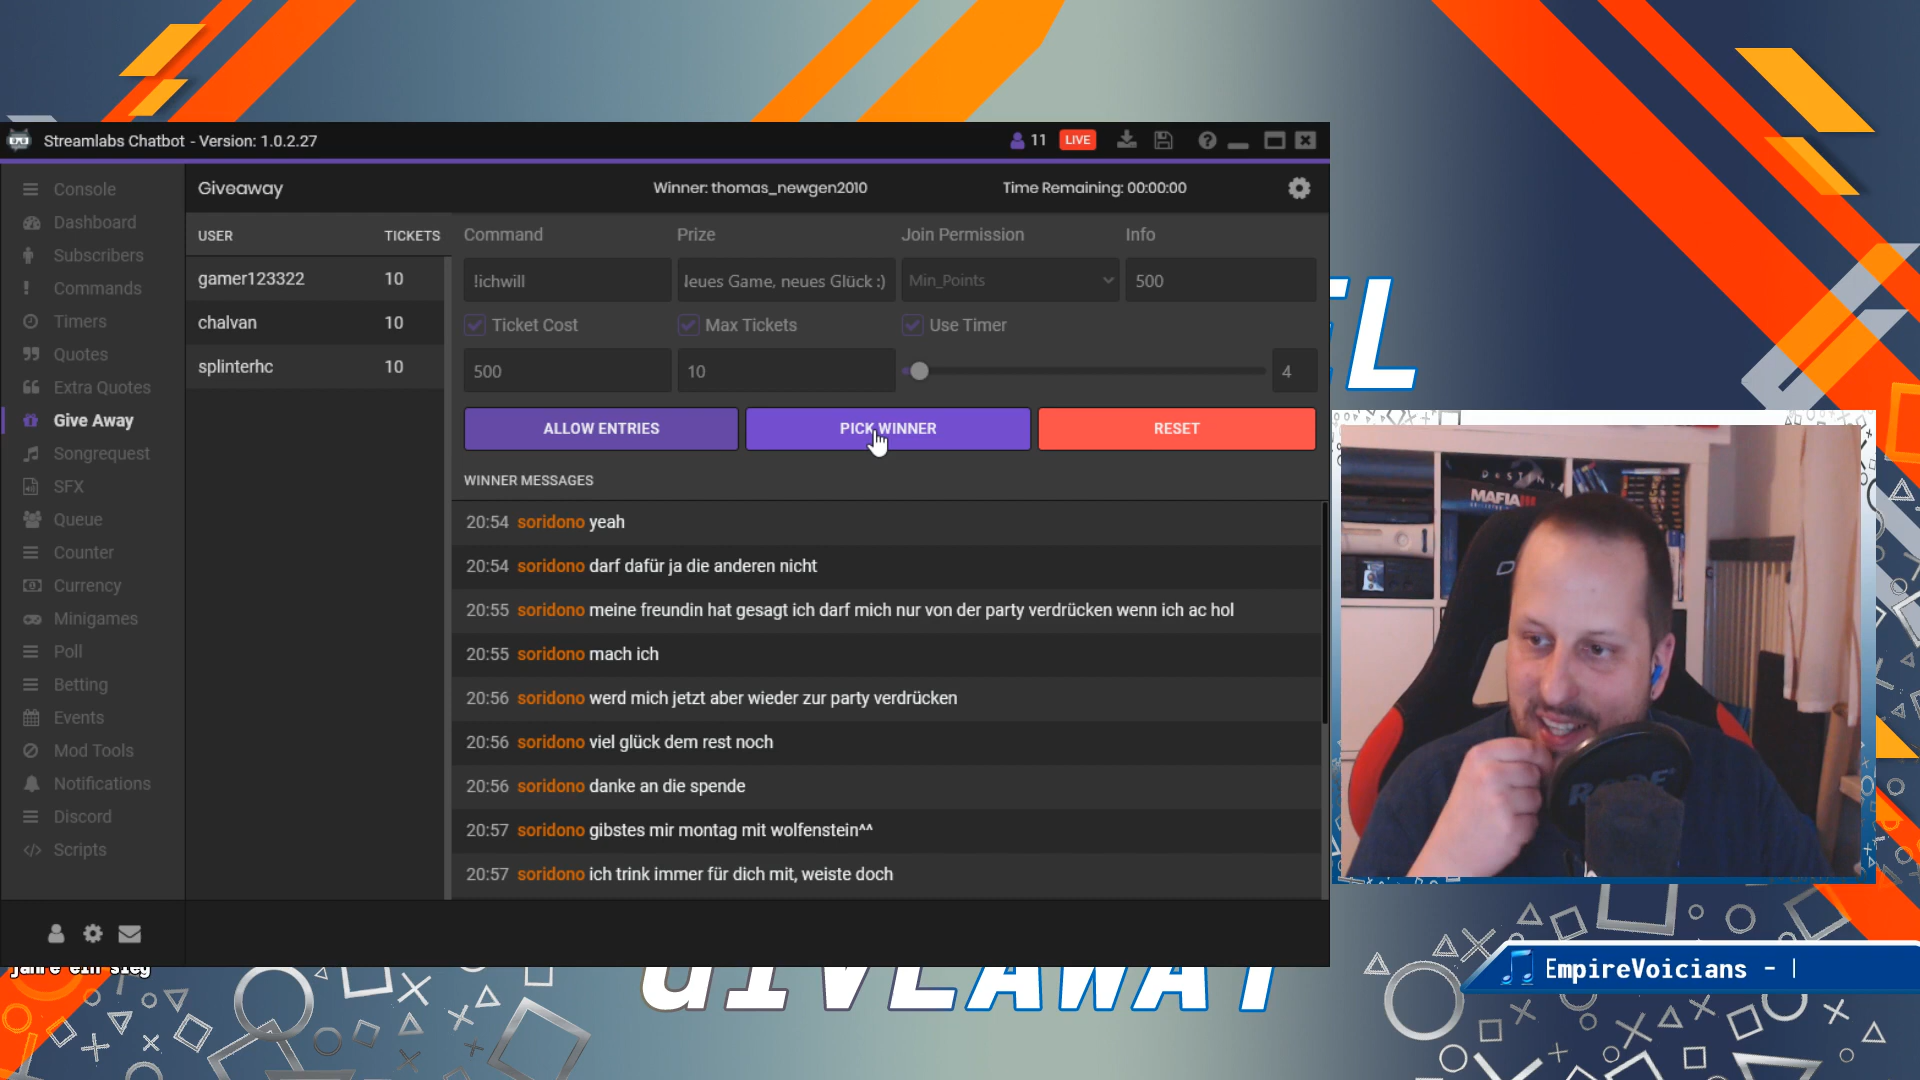 Streamlabs Chatbot - Version: 1.0.2.27
11
LIVE
Console
Dashboard
Subscribers
Commands
Timers
Quotes
Extra Quotes
Give Away
Songrequest
SFX
Queue
Counter
Currency
Minigames
Poll
Betting
Events
Mod Tools
Notifications
Discord
Scripts
Giveaway
Winner: thomas_newgen2010
Time Remaining: 00:00:00
USER TICKETS
gamer123322 10
chalvan 10
splinterhc 10
Command Prize Join Permission Info
!ichwill
leues Game, neues Glück :)
Min_Points
500
Ticket Cost Max Tickets Use Timer
500 10 4
ALLOW ENTRIES PICK WINNER RESET
WINNER MESSAGES
20:54 soridono yeah
20:54 soridono darf dafür ja die anderen nicht
20:55 soridono meine freundin hat gesagt ich darf mich nur von der party verdrücken wenn ich ac hol
20:55 soridono mach ich
20:56 soridono werd mich jetzt aber wieder zur party verdrücken
20:56 soridono viel glück dem rest noch
20:56 soridono danke an die spende
20:57 soridono gibstes mir montag mit wolfenstein^^
20:57 soridono ich trink immer für dich mit, weiste doch
EL
DESTINY
MAFIA III
RODE
jahre ein sieg
GIVEAWAY
EmpireVoicians -